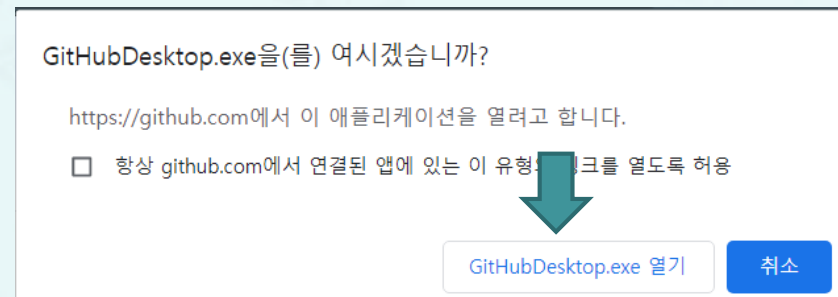 GitHubDesktop.exe을(를) 여시겠습니까?
https://github.com에서 이 애플리케이션을 열려고 합니다.
항상 github.com에서 연결된 앱에 있는 이 유형의 링크를 열도록 허용
GitHubDesktop.exe 열기
취소